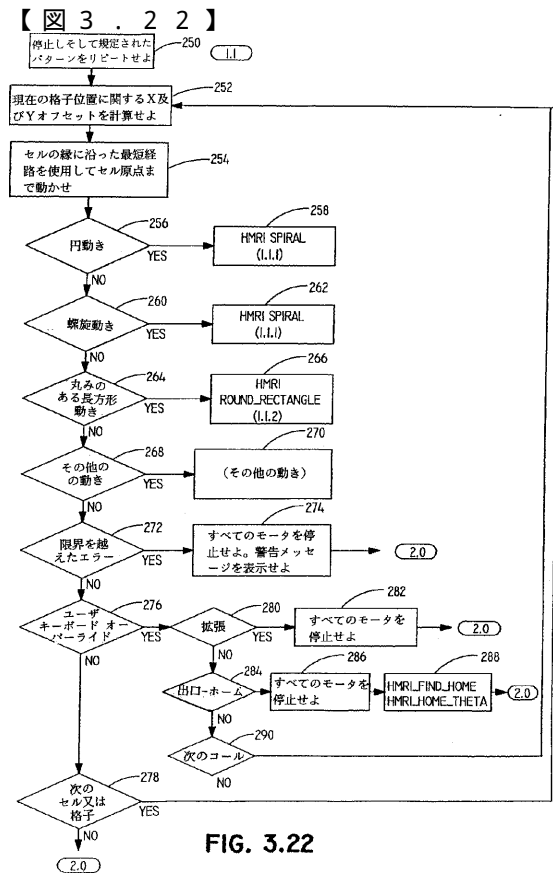 【図３．２２】
停止しそして規定された
パターンをリピートせよ
250
1.1
現在の格子位置に関するX及
びYオフセットを計算せよ
252
セルの縁に沿った最短経
路を使用してセル原点ま
で動かせ
254
円動き
256
YES
NO
HMRI SPIRAL
(1.1.1)
258
螺旋動き
260
YES
NO
HMRI SPIRAL
(1.1.1)
262
丸みの
ある長方形
動き
264
YES
NO
HMRI
ROUND_RECTANGLE
(1.1.2)
266
その他の
の動き
268
YES
NO
(その他の動き)
270
限界を越
えたエラー
272
YES
NO
すべてのモータを停
止せよ。警告メッセ
ージを表示せよ
274
2.0
ユーザ
キーボード オー
バーライド
276
YES
NO
拡張
280
YES
NO
すべてのモータを
停止せよ
282
2.0
出口-ホーム
284
NO
すべてのモータを
停止せよ
286
HMRI_FIND_HOME
HMRI_HOME_THETA
288
2.0
次のコール
290
NO
次の
セル又は
格子
278
YES
NO
2.0
FIG. 3.22